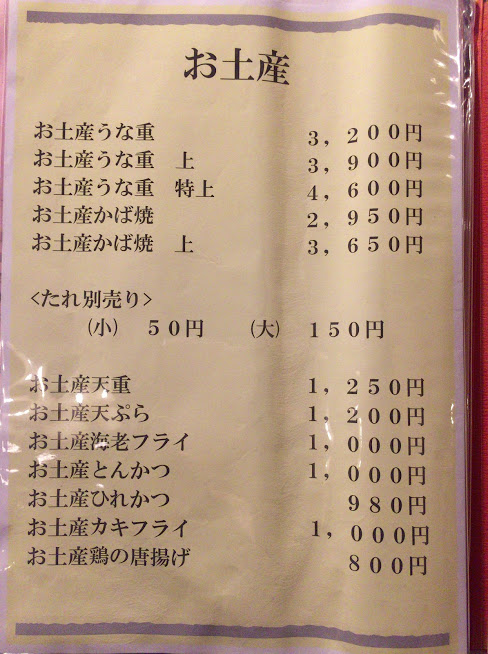 お土産
お土産うな重 3,200円
お土産うな重 上 3,900円
お土産うな重 特上 4,600円
お土産かば焼 2,950円
お土産かば焼 上 3,650円
<たれ別売り>
(小) 50円 (大) 150円
お土産天重 1,250円
お土産天ぷら 1,200円
お土産海老フライ 1,000円
お土産とんかつ 1,000円
お土産ひれかつ 980円
お土産カキフライ 1,000円
お土産鶏の唐揚げ 800円